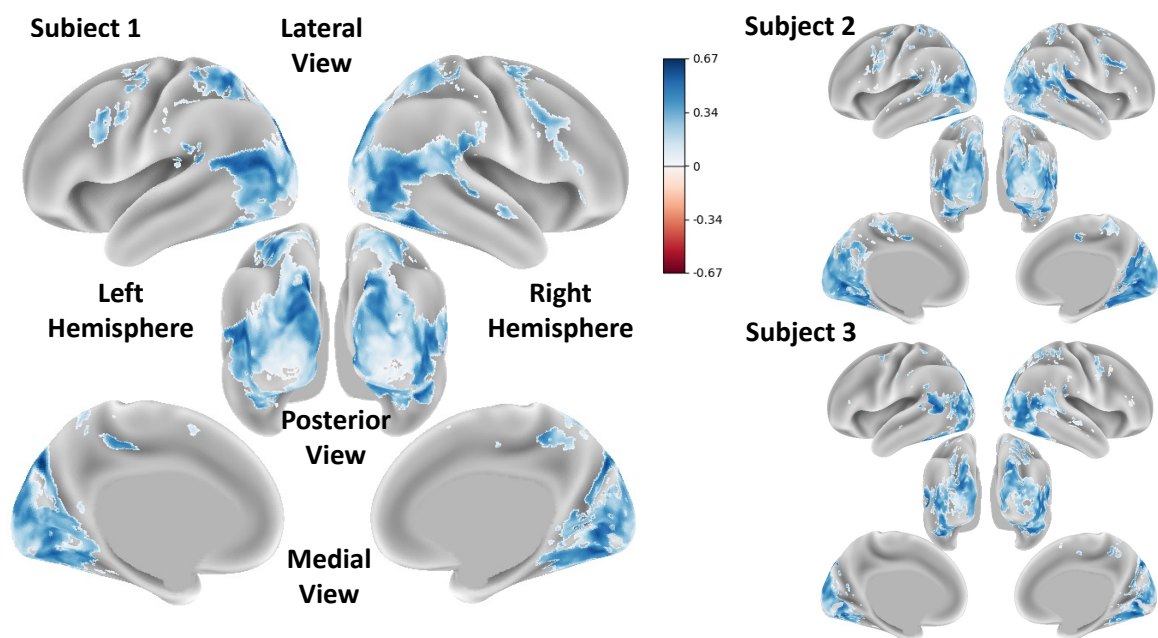 Subiect 1
Lateral
View
0.67
0.34
0
-0.34
-0.67
Left
Hemisphere
Right
Hemisphere
Posterior
View
Medial
View
Subject 2
Subject 3